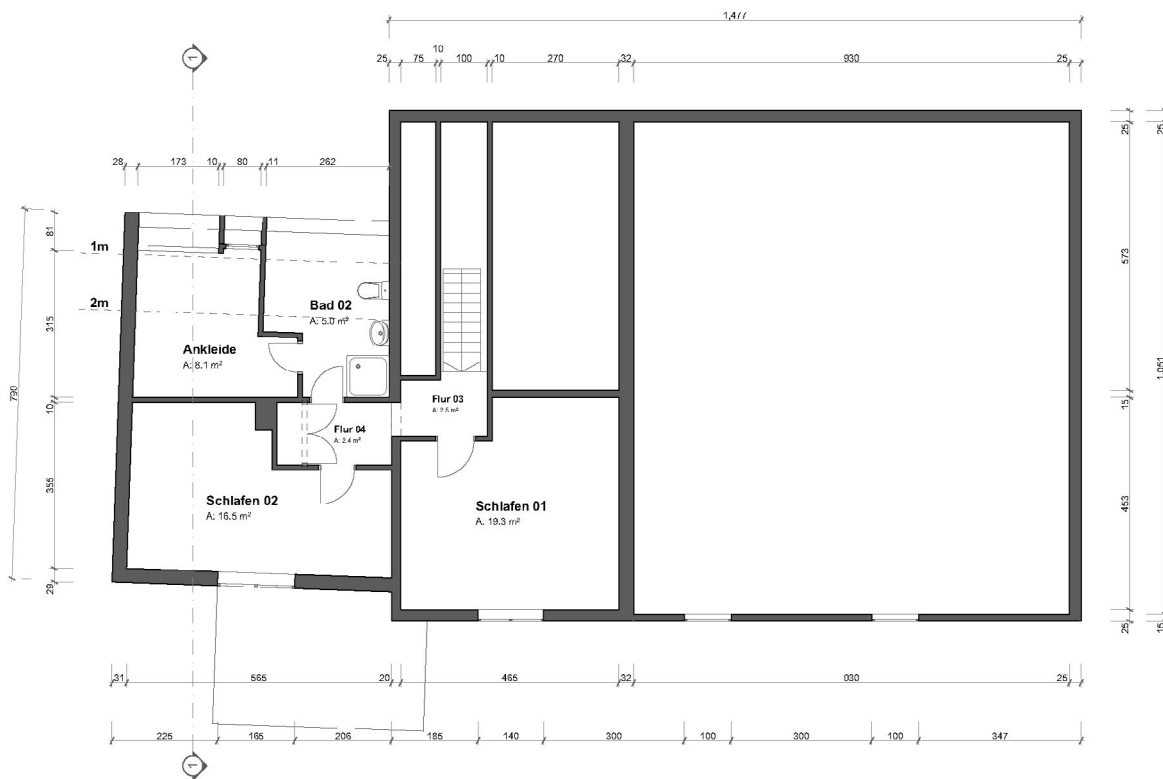 1,477
10
25 75 100 10 270 32 930 25
1
28 173 10 80 11 262
25
25
81
1m
2m
573
Bad 02
A: 5.0 m²
315
Ankleide
A: 8.1 m²
790
1,051
10
Flur 03
A: 2.5 m²
15
Flur 04
A: 2.4 m²
355
Schlafen 02
A: 16.5 m²
Schlafen 01
A: 19.3 m²
453
29
25
15
31 565 20 465 32 930 25
225 165 206 185 140 300 100 300 100 347
1